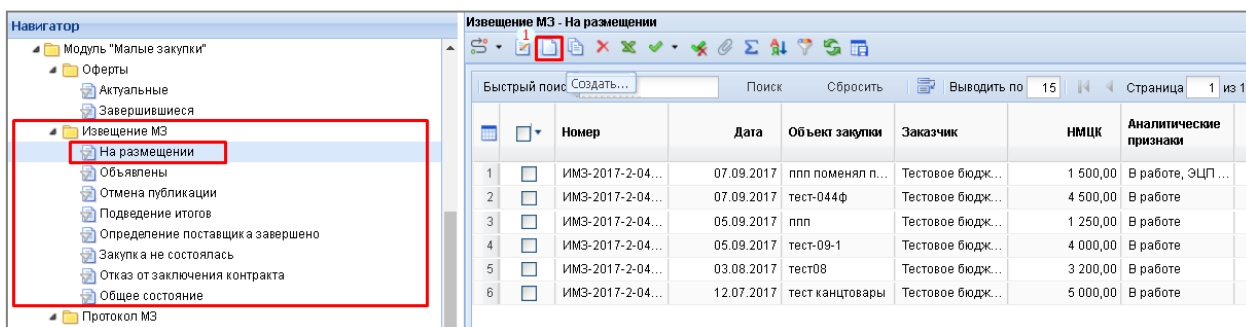 Навигатор
Модуль "Малые закупки"
Оферты
Актуальные
Завершившиеся
Извещение МЗ
На размещении
Объявлены
Отмена публикации
Подведение итогов
Определение поставщика завершено
Закупка не состоялась
Отказ от заключения контракта
Общее состояние
Протокол МЗ
Извещение МЗ - На размещении
1
Быстрый поис Создать... Поиск Сбросить Выводить по 15 Страница 1 из 1
Номер Дата Объект закупки Заказчик НМЦК Аналитические признаки
1 ИМЗ-2017-2-04... 07.09.2017 ппп поменял п... Тестовое бюдж... 1 500,00 В работе, ЭЦП ...
2 ИМЗ-2017-2-04... 07.09.2017 тест-044ф Тестовое бюдж... 4 500,00 В работе
3 ИМЗ-2017-2-04... 05.09.2017 ппп Тестовое бюдж... 1 250,00 В работе
4 ИМЗ-2017-2-04... 05.09.2017 тест-09-1 Тестовое бюдж... 4 000,00 В работе
5 ИМЗ-2017-2-04... 03.08.2017 тест08 Тестовое бюдж... 3 200,00 В работе
6 ИМЗ-2017-2-04... 12.07.2017 тест канцтовары Тестовое бюдж... 5 000,00 В работе